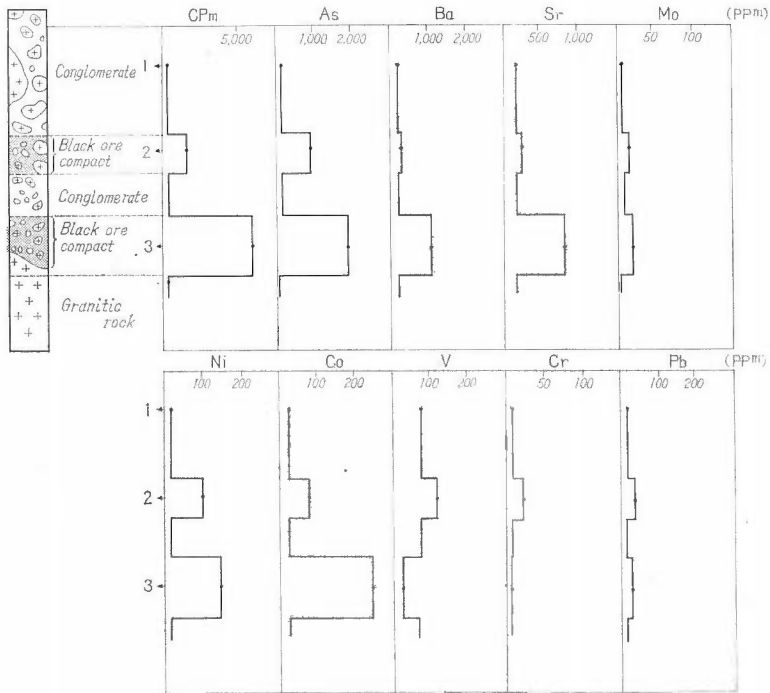 CPm As Ba Sr Mo (ppm)
5,000 1,000 2,000 1,000 2,000 500 1,000 50 100
Conglomerate 1
Black ore
compact 2
Conglomerate
Black ore
compact 3
Granitic
rock
Ni Co V Cr Pb (ppm)
100 200 100 200 100 200 50 100 100 200
1
2
3